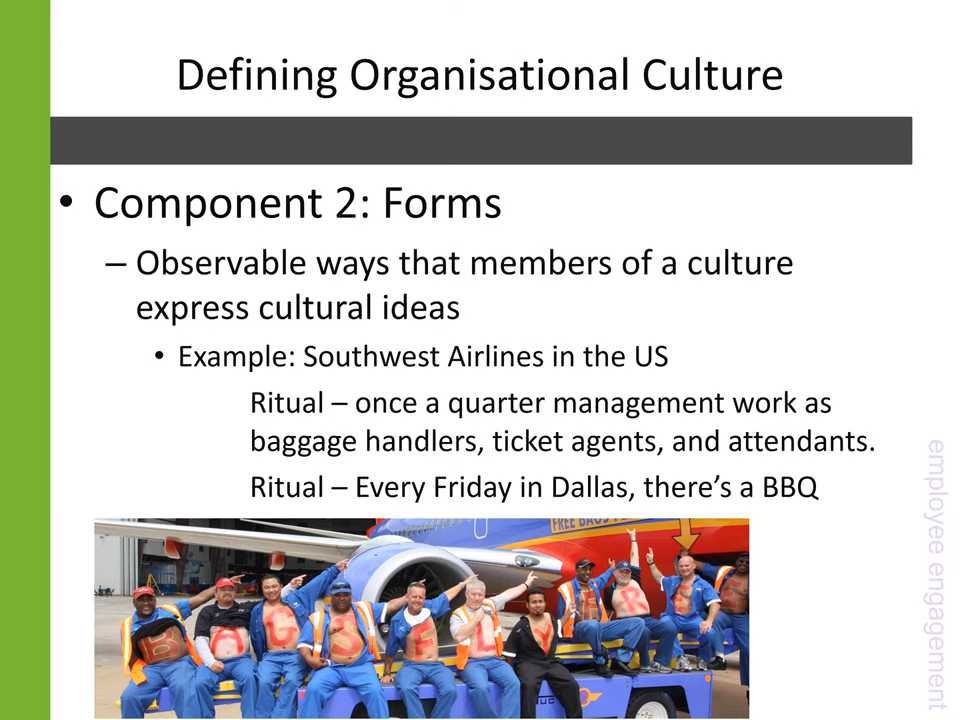 Defining Organisational Culture
• Component 2: Forms
– Observable ways that members of a culture
express cultural ideas
• Example: Southwest Airlines in the US
Ritual – once a quarter management work as
baggage handlers, ticket agents, and attendants.
Ritual – Every Friday in Dallas, there's a BBQ
employee engagement
FREE BAGS
B A G S F L Y F R E E